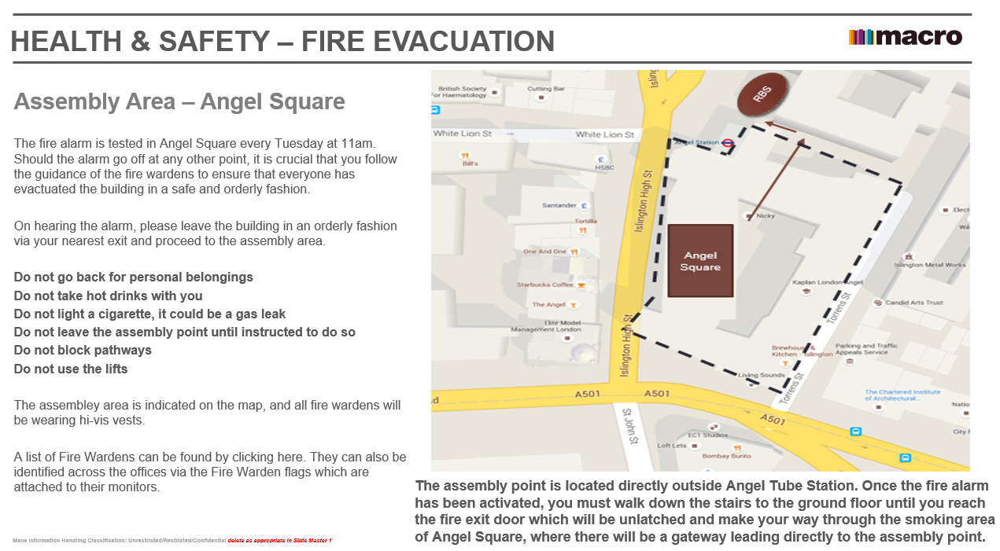 HEALTH & SAFETY – FIRE EVACUATION
macro
Assembly Area – Angel Square
The fire alarm is tested in Angel Square every Tuesday at 11am.
Should the alarm go off at any other point, it is crucial that you follow
the guidance of the fire wardens to ensure that everyone has
evactuated the building in a safe and orderly fashion.
On hearing the alarm, please leave the building in an orderly fashion
via your nearest exit and proceed to the assembly area.
Do not go back for personal belongings
Do not take hot drinks with you
Do not light a cigarette, it could be a gas leak
Do not leave the assembly point until instructed to do so
Do not block pathways
Do not use the lifts
The assembley area is indicated on the map, and all fire wardens will
be wearing hi-vis vests.
A list of Fire Wardens can be found by clicking here. They can also be
identified across the offices via the Fire Warden flags which are
attached to their monitors.
British Society
For Haematology
Cutting Bar
RBS
White Lion St
White Lion St
Angel Station
Bill's
HSBC
Islington High St
Santander
Tortilla
Nicky
One And One
Angel
Square
Starbucks Coffee
The Angel
Elite Model
Management London
Islington High St
Islington Metal Works
Kaplan London Angel
Torrens St
Candid Arts Trust
Brewhouse &
Kitchen - Islington
Parking and Traffic
Appeals Service
Living Sounds
Torrens St
The Chartered Institute
of Architectural...
A501
A501
A501
St John St
EC1 Studios
Loft Lets
Bombay Burito
The assembly point is located directly outside Angel Tube Station. Once the fire alarm
has been activated, you must walk down the stairs to the ground floor until you reach
the fire exit door which will be unlatched and make your way through the smoking area
of Angel Square, where there will be a gateway leading directly to the assembly point.
Mace Information Handling Classification: Unrestricted/Restricted/Confidential delete as appropriate in Slide Master 1